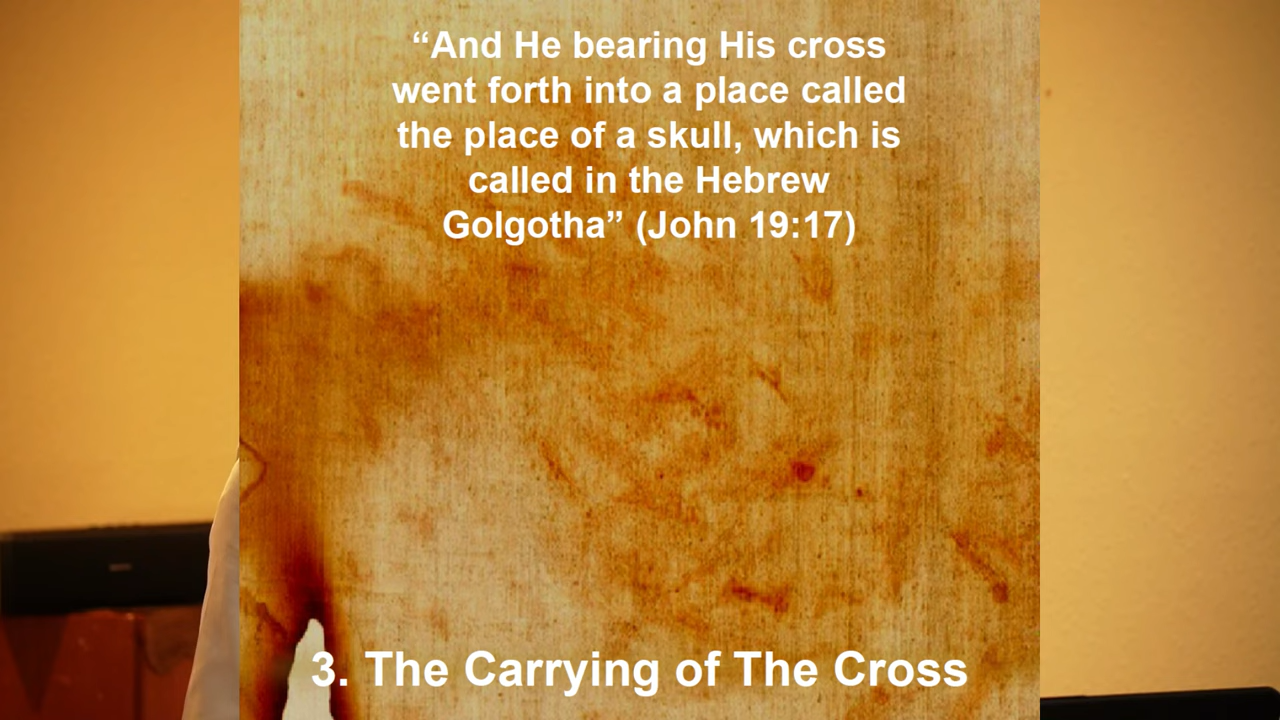 “And He bearing His cross
went forth into a place called
the place of a skull, which is
called in the Hebrew
Golgotha” (John 19:17)
3. The Carrying of The Cross